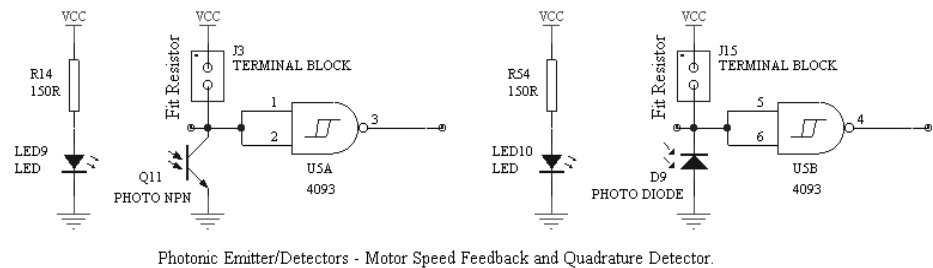 VCC
R14
150R
LED9
LED
VCC
Fit Resistor
J3
TERMINAL BLOCK
1
2
3
Q11
PHOTO NPN
U5A
4093
VCC
R54
150R
LED10
LED
VCC
Fit Resistor
J15
TERMINAL BLOCK
5
6
4
D9
PHOTO DIODE
U5B
4093
Photonic Emitter/Detectors - Motor Speed Feedback and Quadrature Detector.